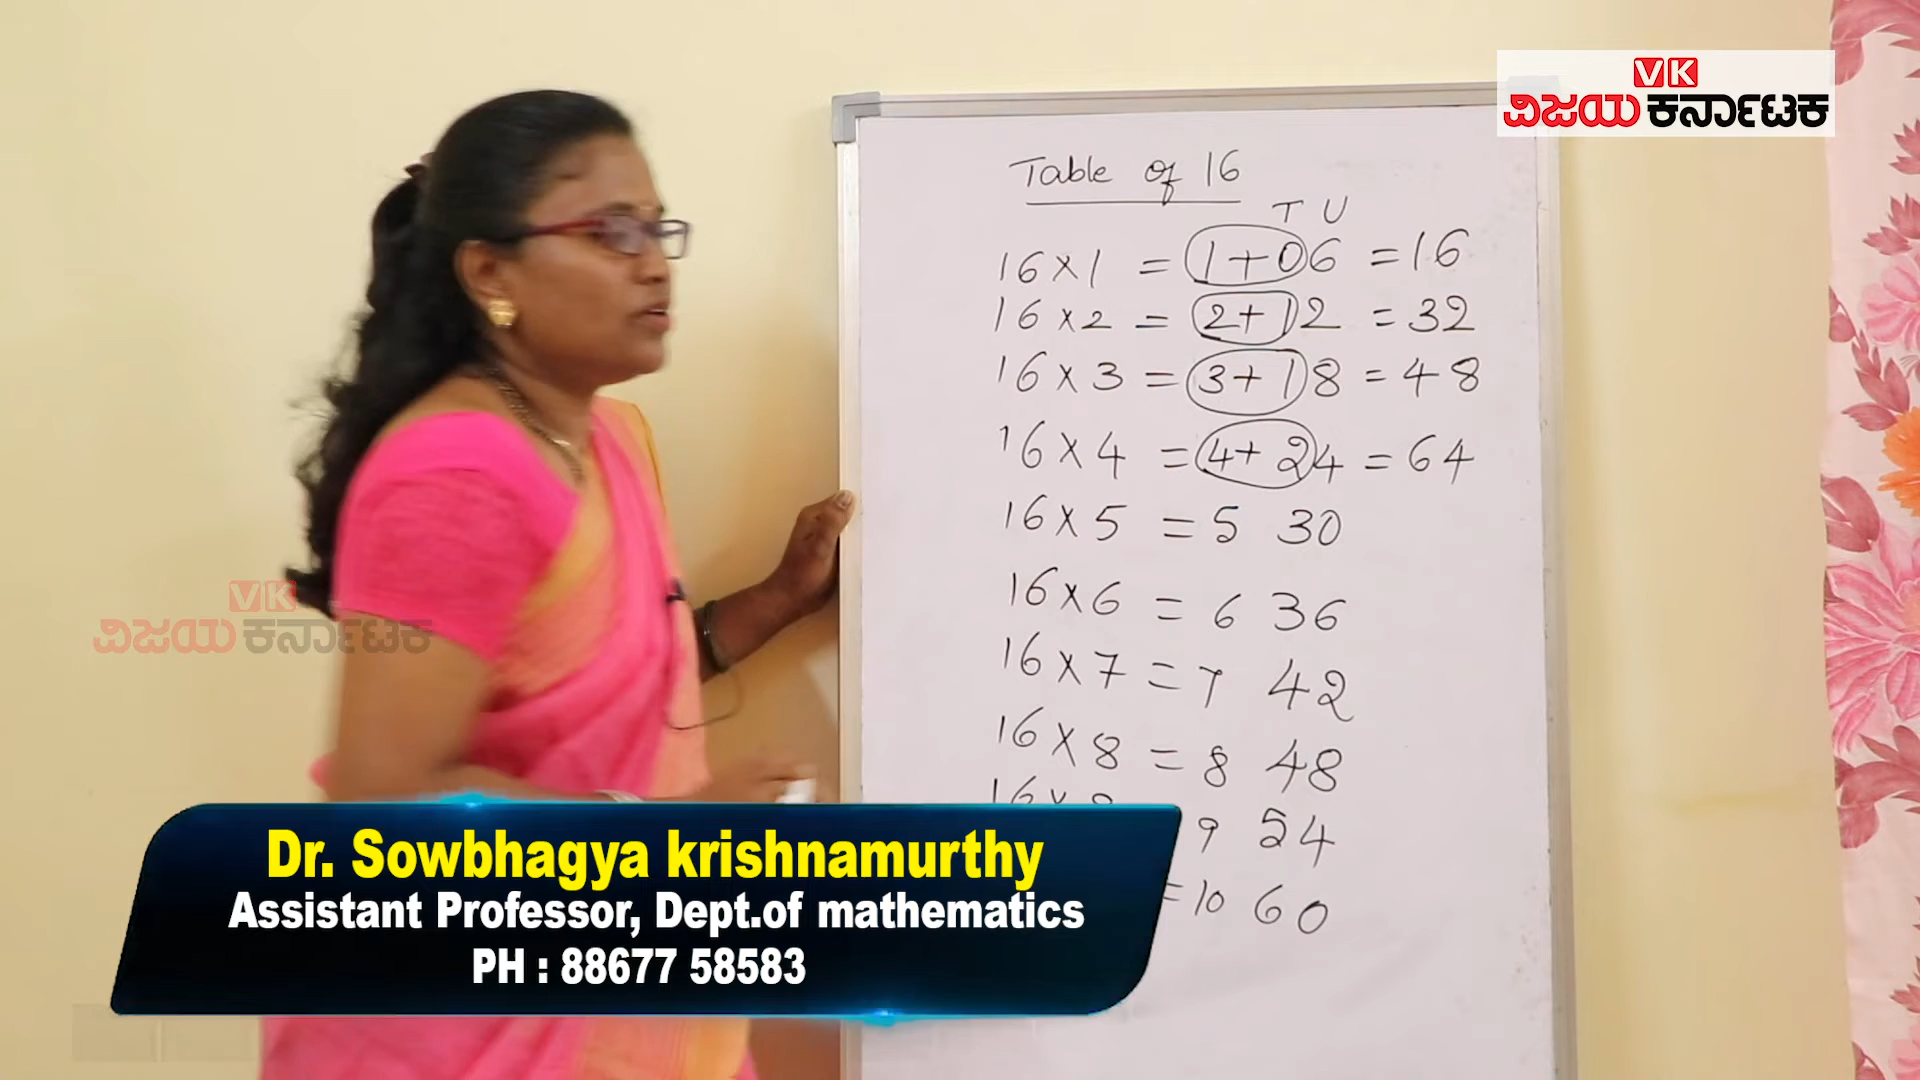 VK
ವಿಜಯ ಕರ್ನಾಟಕ
Table of 16
T U
16 × 1 = 1 + 06 = 16
16 × 2 = 2 + 12 = 32
16 × 3 = 3 + 18 = 48
16 × 4 = 4 + 24 = 64
16 × 5 = 5 30
16 × 6 = 6 36
16 × 7 = 7 42
16 × 8 = 8 48
16 × 9 9 54
= 10 60
VK
ವಿಜಯ ಕರ್ನಾಟಕ
Dr. Sowbhagya krishnamurthy
Assistant Professor, Dept.of mathematics
PH : 88677 58583